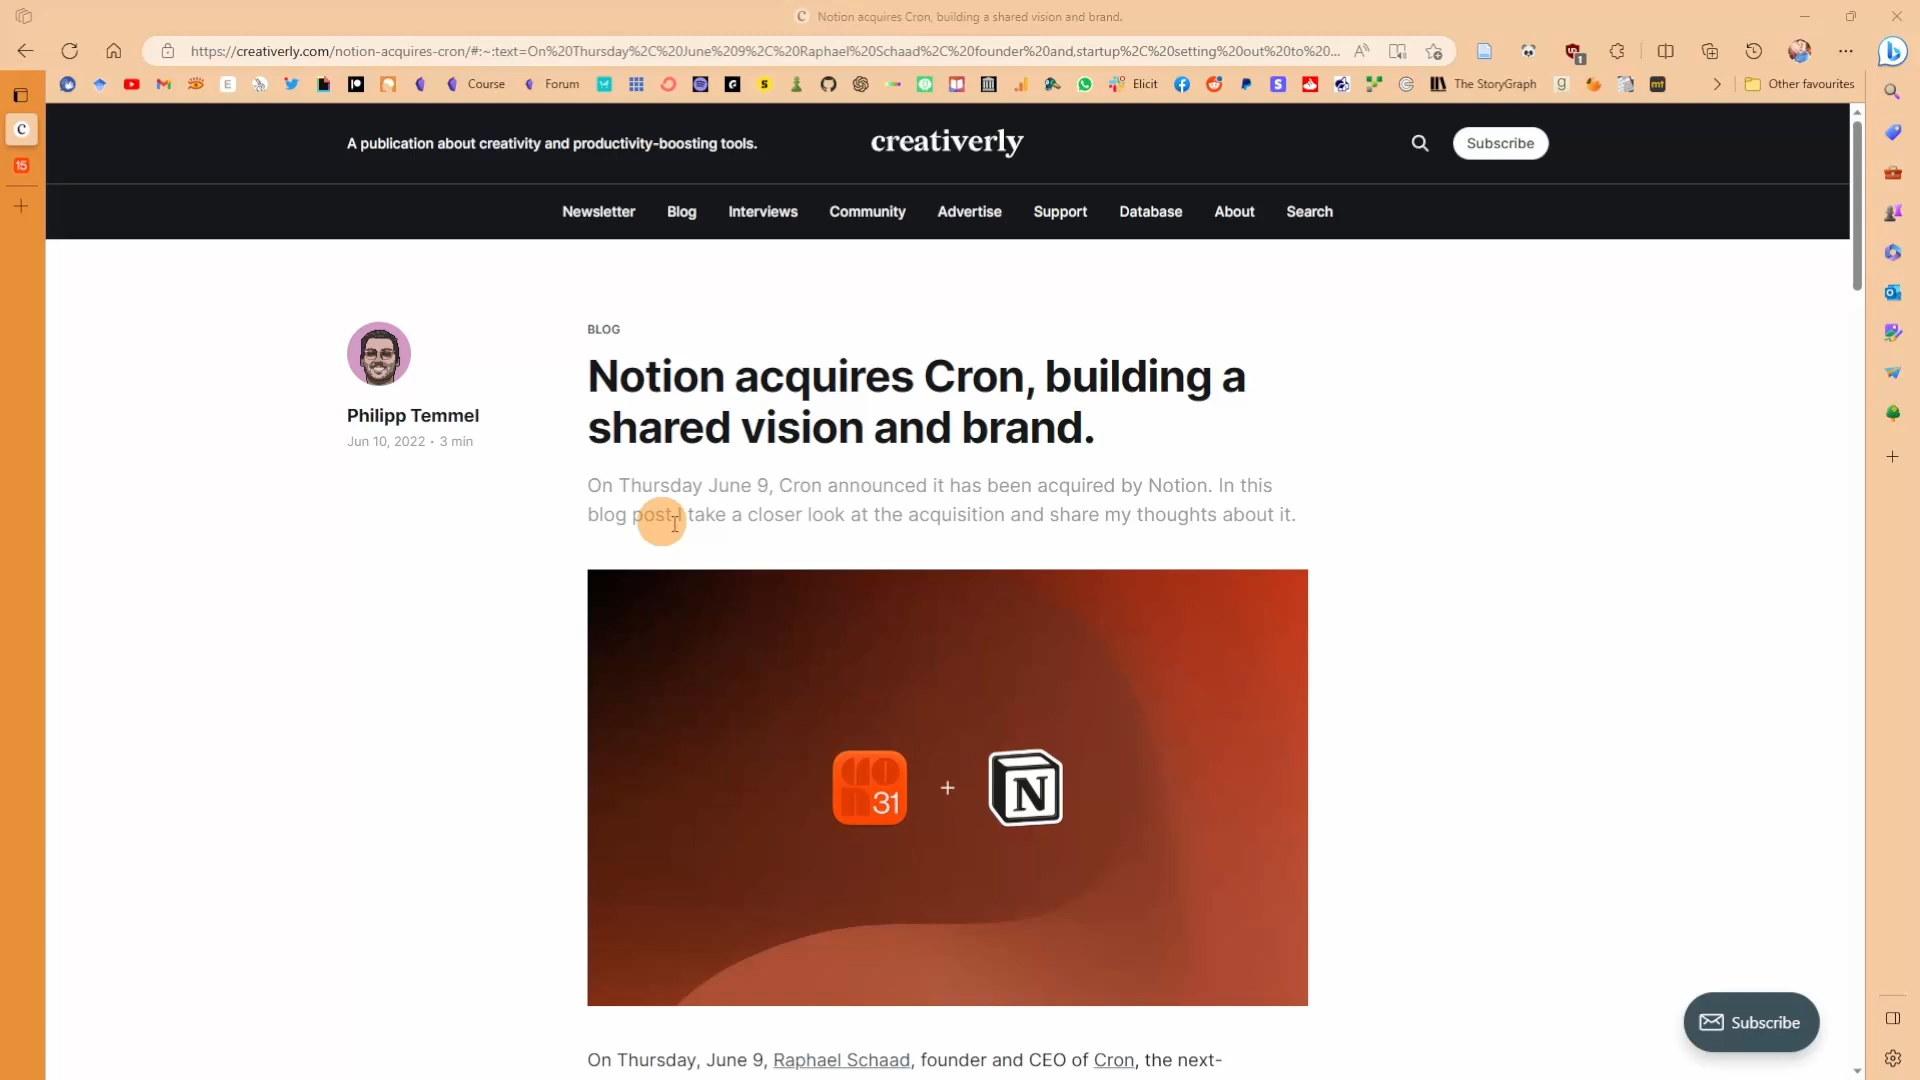 Notion acquires Cron, building a shared vision and brand.
https://creativerly.com/notion-acquires-cron/#:~:text=On%20Thursday%2C%20June%209%2C%20Raphael%20Schaad%2C%20founder%20and,startup%2C%20setting%20out%20to%20...
1
Course
Forum
Elicit
The StoryGraph
Other favourites
15
A publication about creativity and productivity-boosting tools.
creativerly
Subscribe
Newsletter Blog Interviews Community Advertise Support Database About Search
BLOG
Notion acquires Cron, building a
shared vision and brand.
Philipp Temmel
Jun 10, 2022 • 3 min
On Thursday June 9, Cron announced it has been acquired by Notion. In this
blog post I take a closer look at the acquisition and share my thoughts about it.
31 + N
Subscribe
On Thursday, June 9, Raphael Schaad, founder and CEO of Cron, the next-